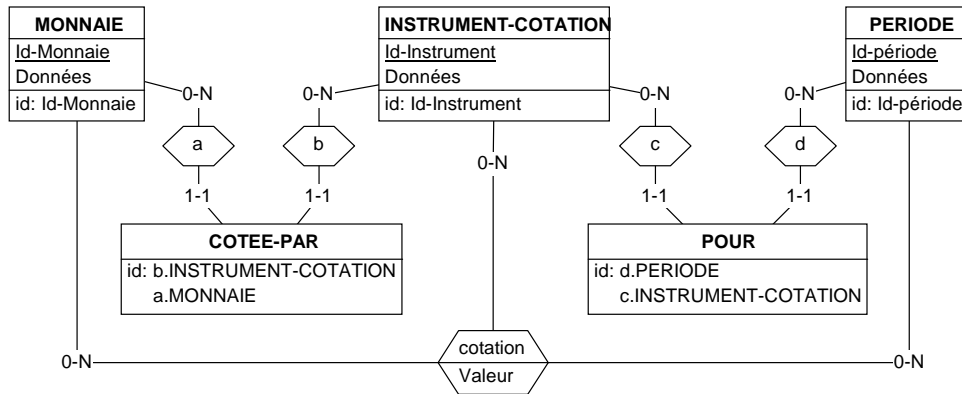 MONNAIE
Id-Monnaie
Données
id: Id-Monnaie
INSTRUMENT-COTATION
Id-Instrument
Données
id: Id-Instrument
PERIODE
Id-période
Données
id: Id-période
0-N
0-N
0-N
0-N
a
b
c
d
0-N
1-1
1-1
1-1
1-1
COTEE-PAR
id: b.INSTRUMENT-COTATION
a.MONNAIE
POUR
id: d.PERIODE
c.INSTRUMENT-COTATION
0-N
cotation
Valeur
0-N